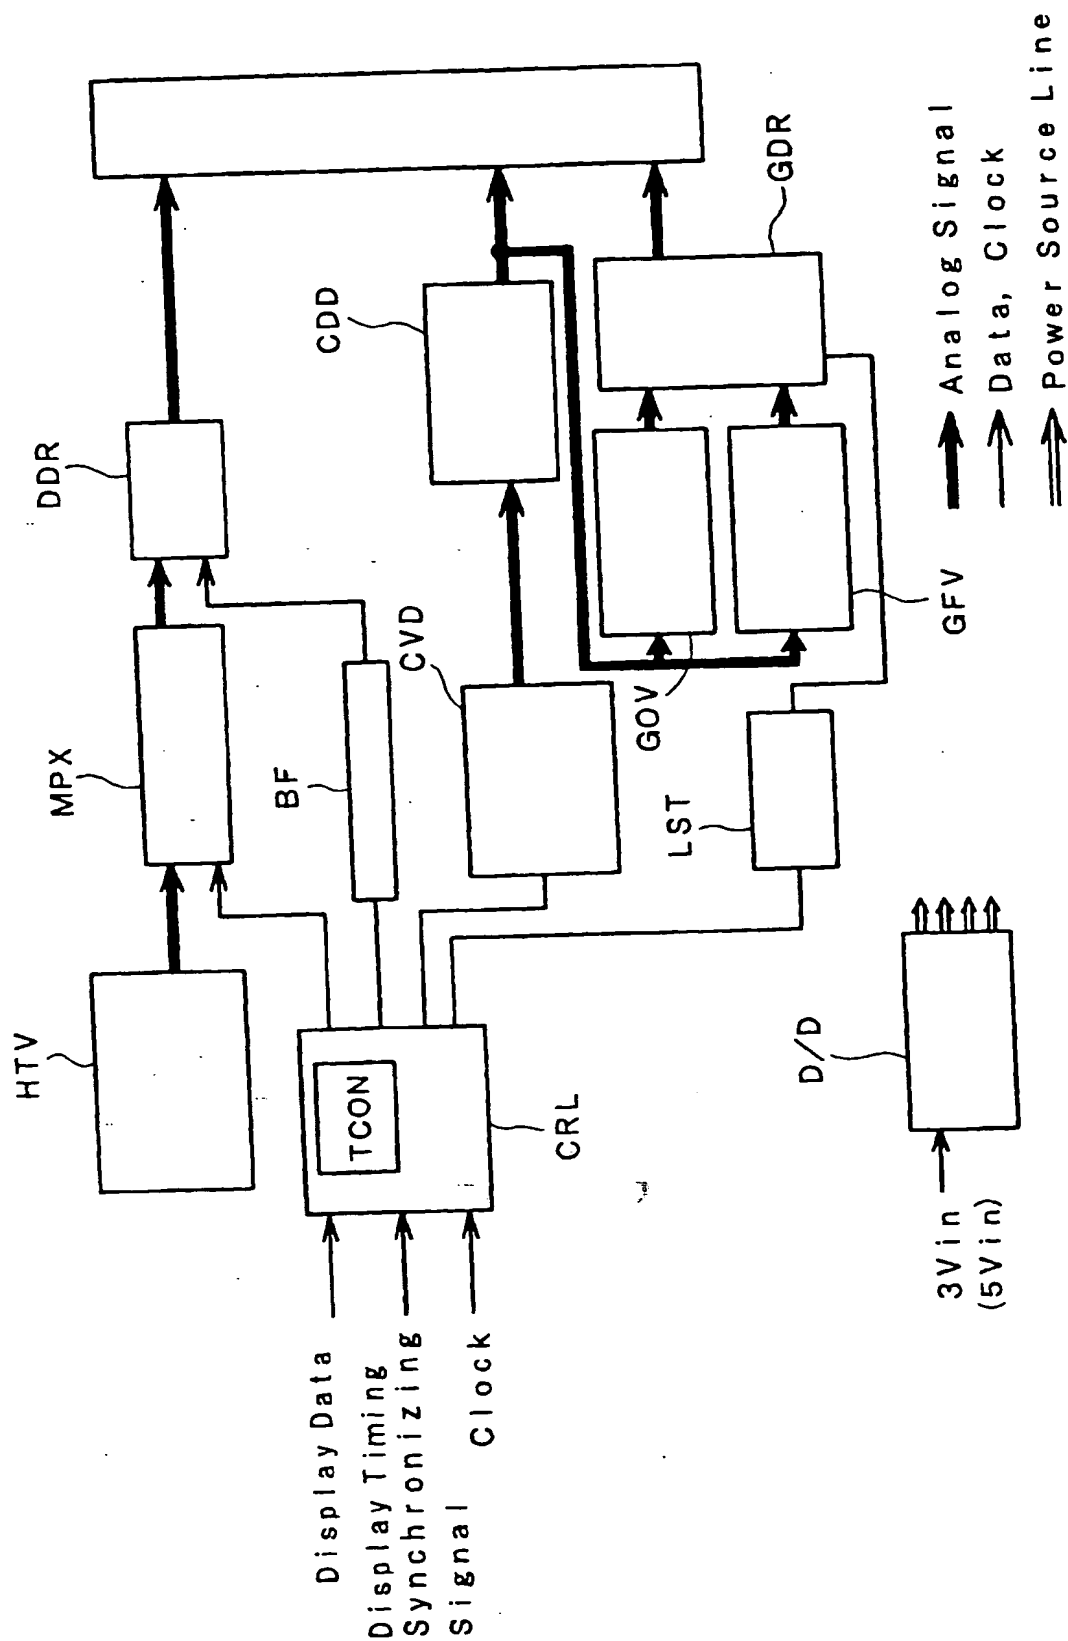 HTV
MPX
DDR
BF
CDD
CVD
TCON
CRL
GOV
GFV
GDR
LST
D/D
Display Data
Display Timing
Synchronizing
Signal
Clock
3Vin
(5Vin)
Analog Signal
Data, Clock
Power Source Line